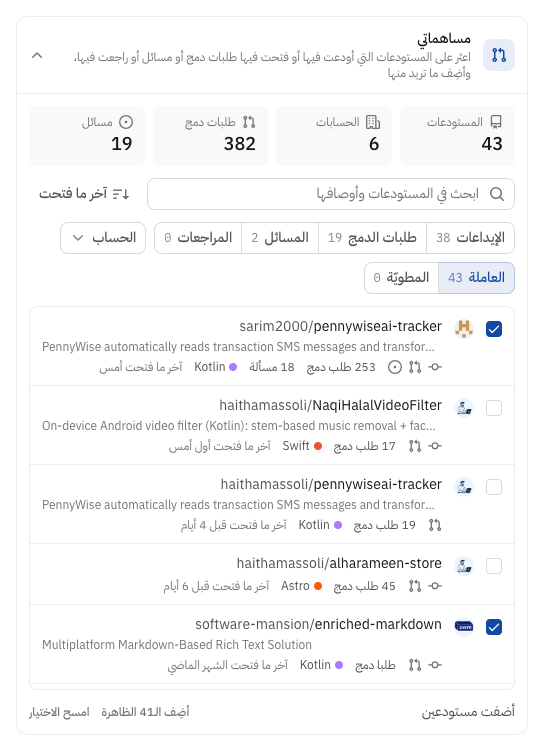 مساهماتي
اعثر على المستودعات التي أودعت فيها أو فتحت فيها طلبات دمج أو مسائل أو راجعت فيها،
وأضِف ما تريد منها
المستودعات
43
الحسابات
6
طلبات دمج
382
مسائل
19
ابحث في المستودعات وأوصافها
آخر ما فتحت
الإيداعات 38
طلبات الدمج 19
المسائل 2
المراجعات 0
الحساب
العاملة 43
المطويّة 0
sarim2000/pennywiseai-tracker
PennyWise automatically reads transaction SMS messages and transfor...
253 طلب دمج 18 مسألة Kotlin آخر ما فتحت أمس
haithamassoli/NaqiHalalVideoFilter
On-device Android video filter (Kotlin): stem-based music removal + fac...
17 طلب دمج Swift آخر ما فتحت أول أمس
haithamassoli/pennywiseai-tracker
PennyWise automatically reads transaction SMS messages and transfor...
19 طلب دمج Kotlin آخر ما فتحت قبل 4 أيام
haithamassoli/alharameen-store
45 طلب دمج Astro آخر ما فتحت قبل 6 أيام
software-mansion/enriched-markdown
Multiplatform Markdown-Based Rich Text Solution
طلبا دمج Kotlin آخر ما فتحت الشهر الماضي
أضفت مستودعين
أضِف الـ41 الظاهرة
امسح الاختيار